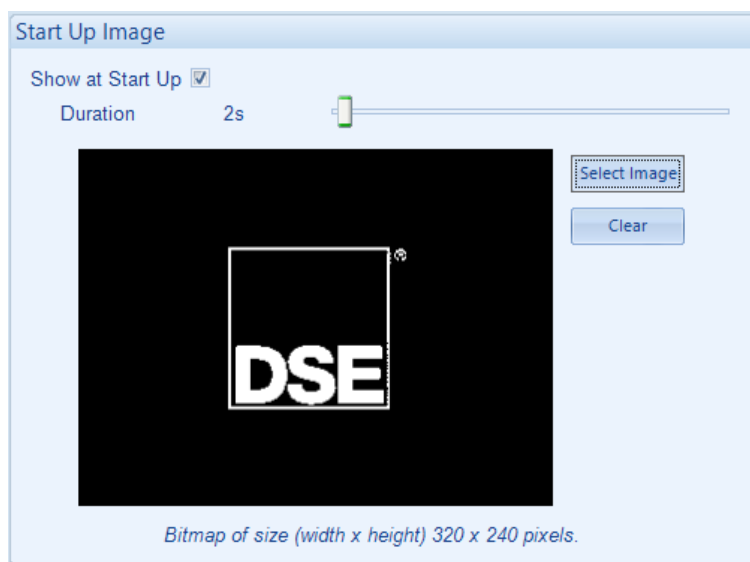 Start Up Image
Show at Start Up
Duration 2s
Select Image
Clear
®
DSE
Bitmap of size (width x height) 320 x 240 pixels.